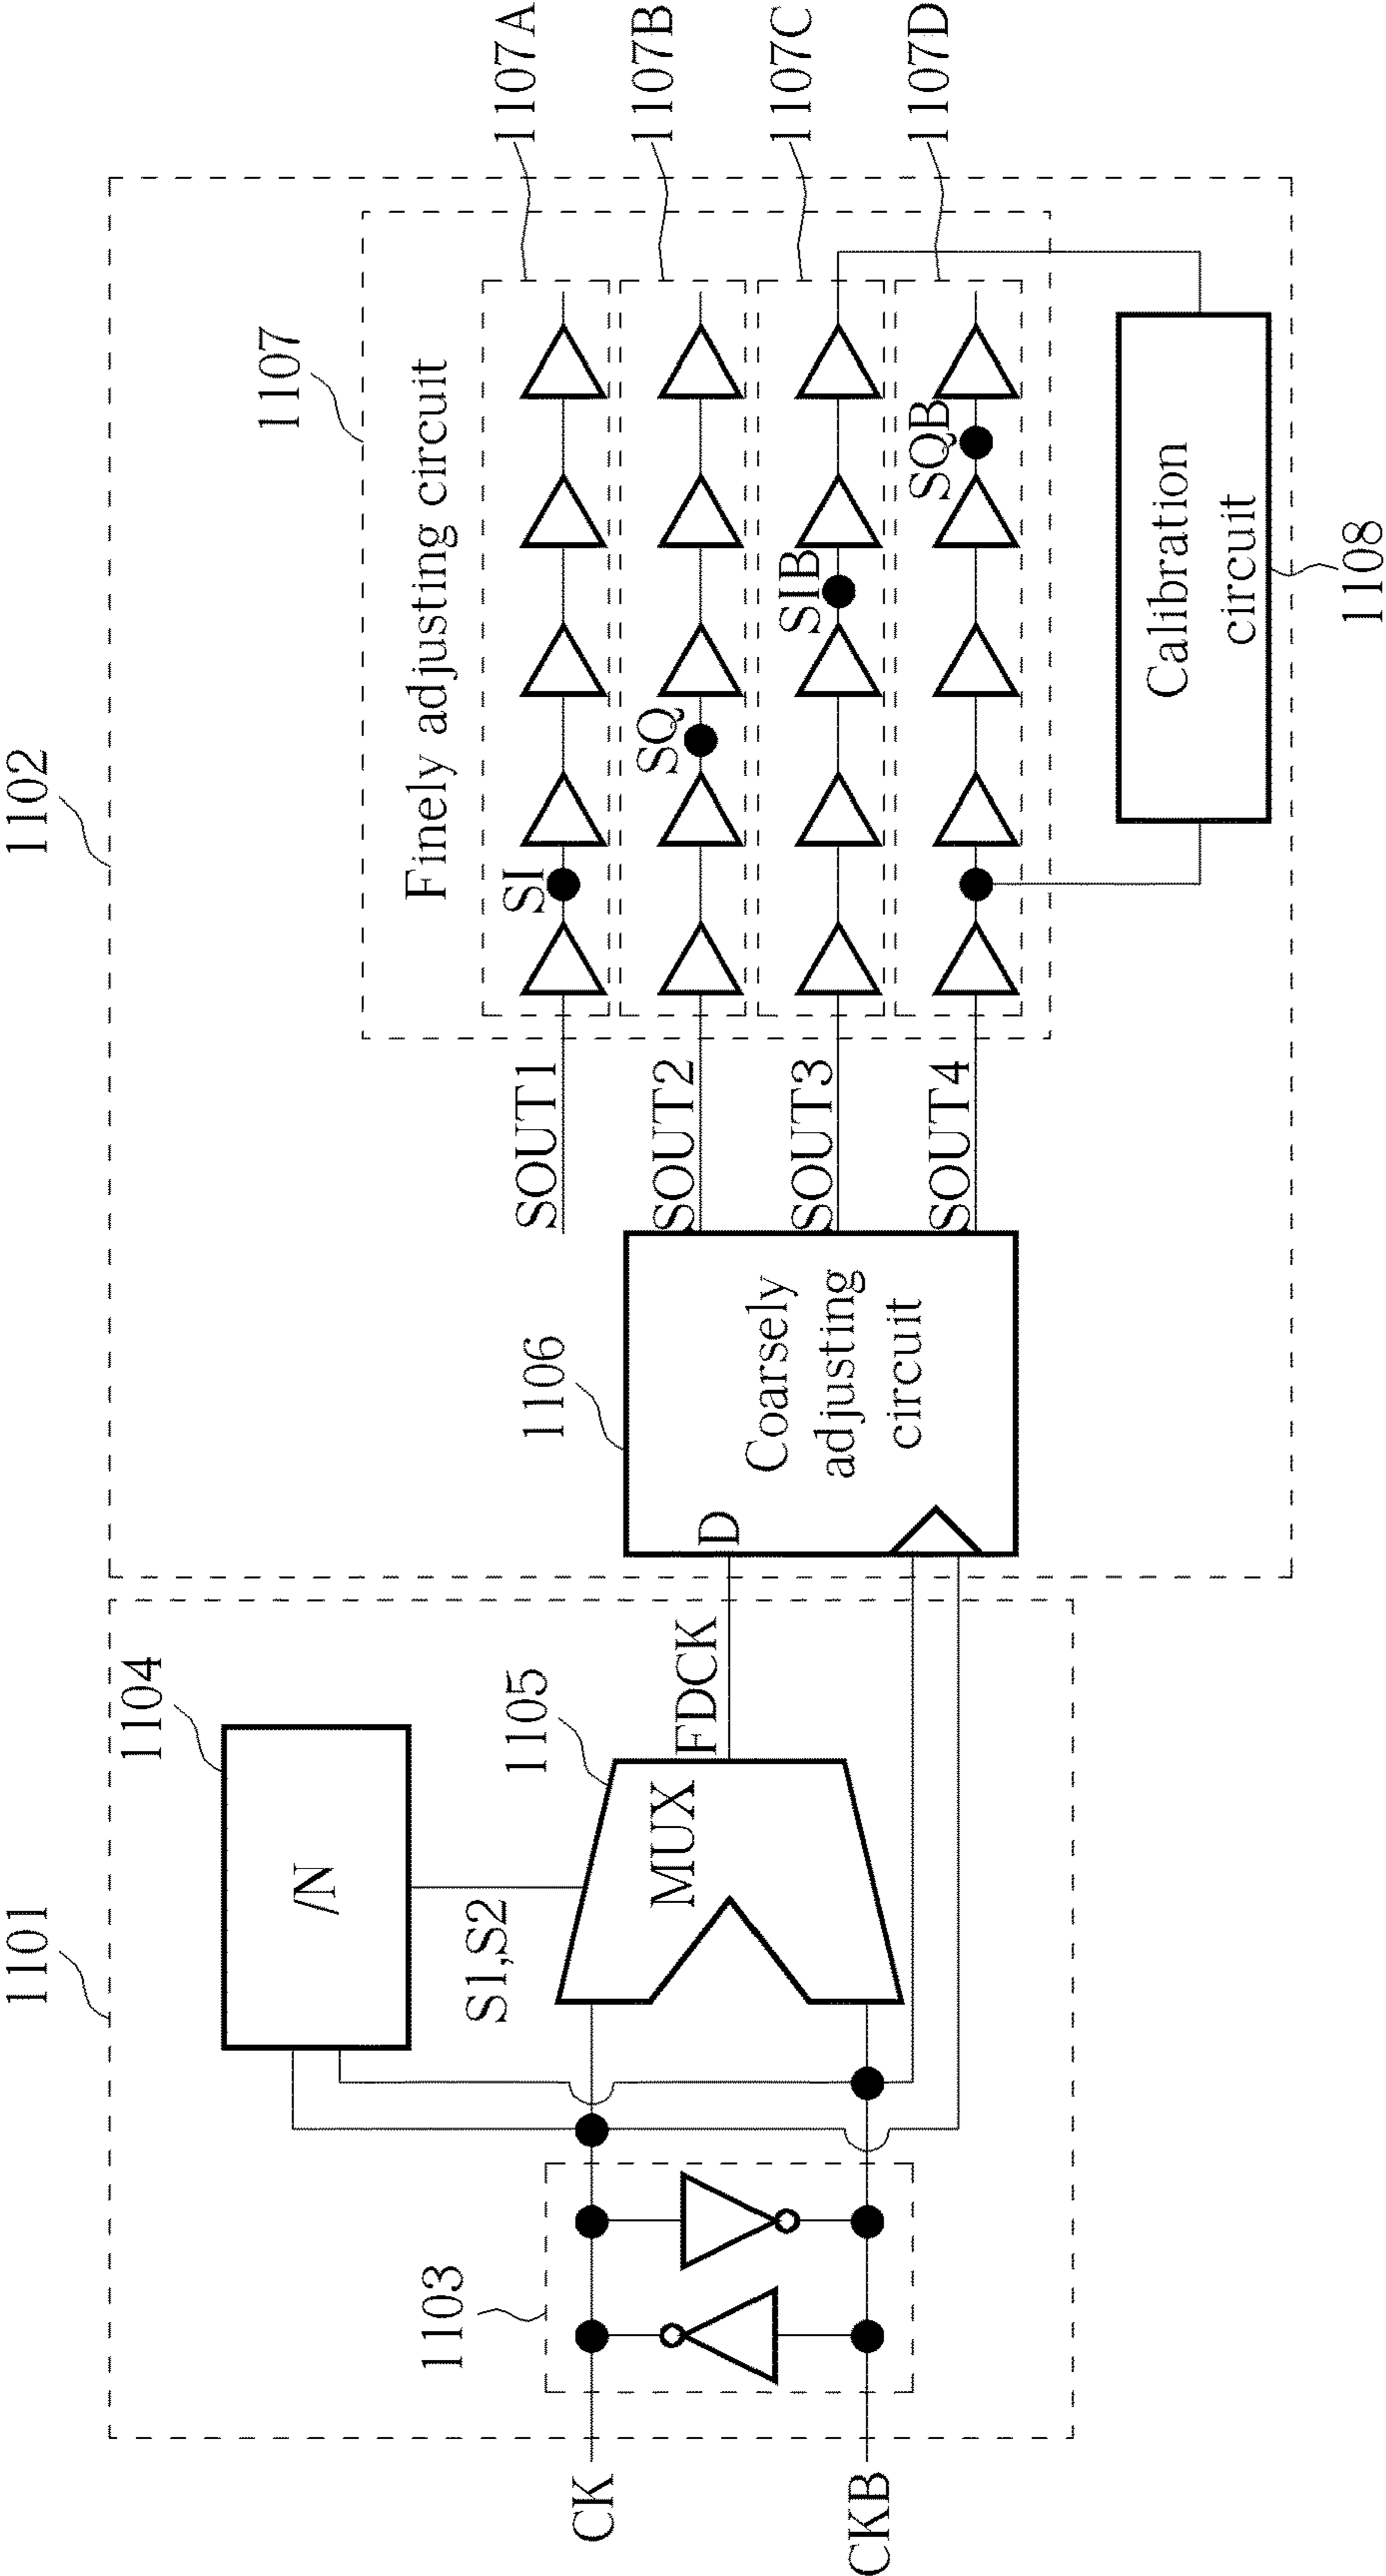 1101
1102
1103
1104
/N
S1,S2
1105
MUX
FDCK
CK
CKB
1106
D
Coarsely
adjusting
circuit
SOUT1
SOUT2
SOUT3
SOUT4
1107
Finely adjusting circuit
SI
SQ
SIB
SQB
1107A
1107B
1107C
1107D
Calibration
circuit
1108